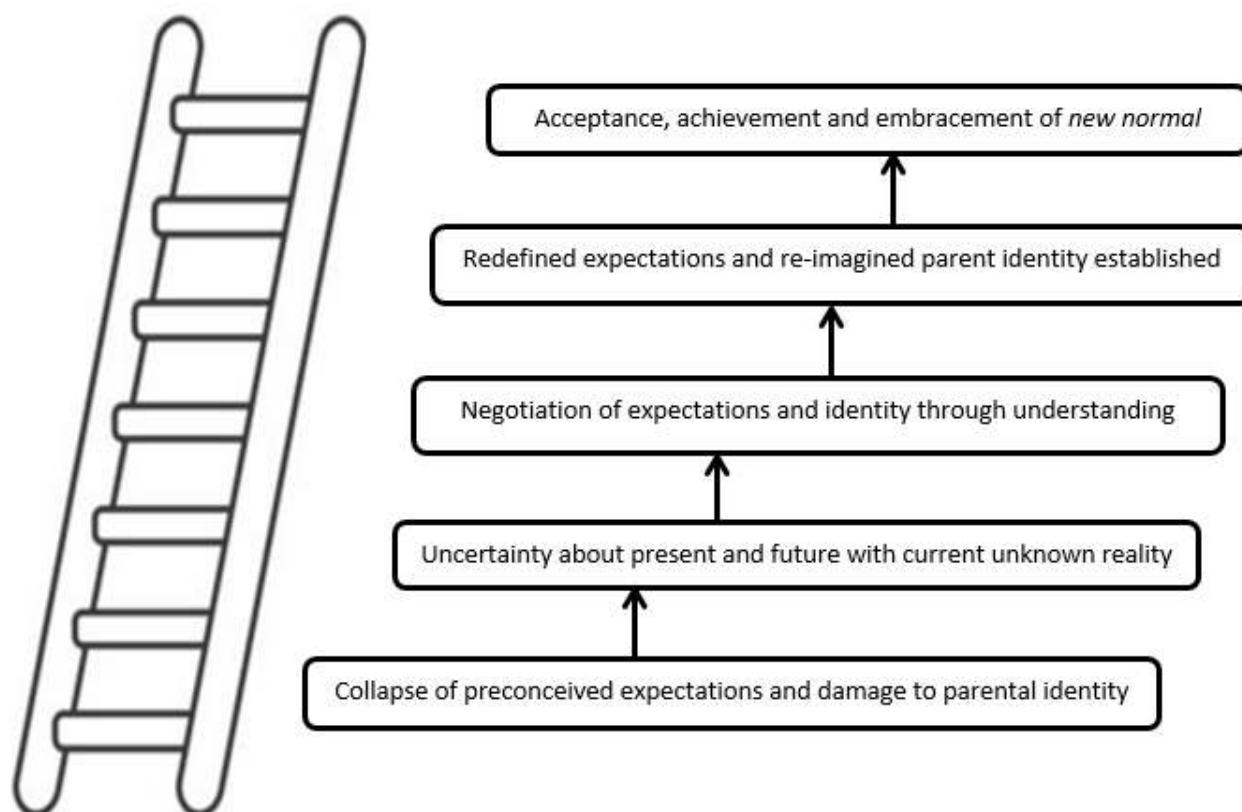 Acceptance, achievement and embracement of new normal
Redefined expectations and re-imagined parent identity established
Negotiation of expectations and identity through understanding
Uncertainty about present and future with current unknown reality
Collapse of preconceived expectations and damage to parental identity